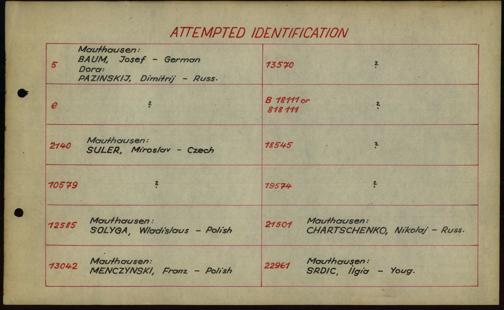 ATTEMPTED IDENTIFICATION
5
Mauthausen:
BAUM, Josef - German
Dora:
PAZINSKIJ, Dimitrij - Russ.
13570
?
e
?
B 18111 or
818 111
?
2140
Mauthausen:
SULER, Miroslav - Czech
18545
?
10579
?
19574
?
12585
Mauthausen:
SOLYGA, Wladislaus - Polish
21501
Mauthausen:
CHARTSCHENKO, Nikolaj - Russ.
13042
Mauthausen:
MENCZYNSKI, Franz - Polish
22961
Mauthausen:
SRDIC, Ilgia - Youg.